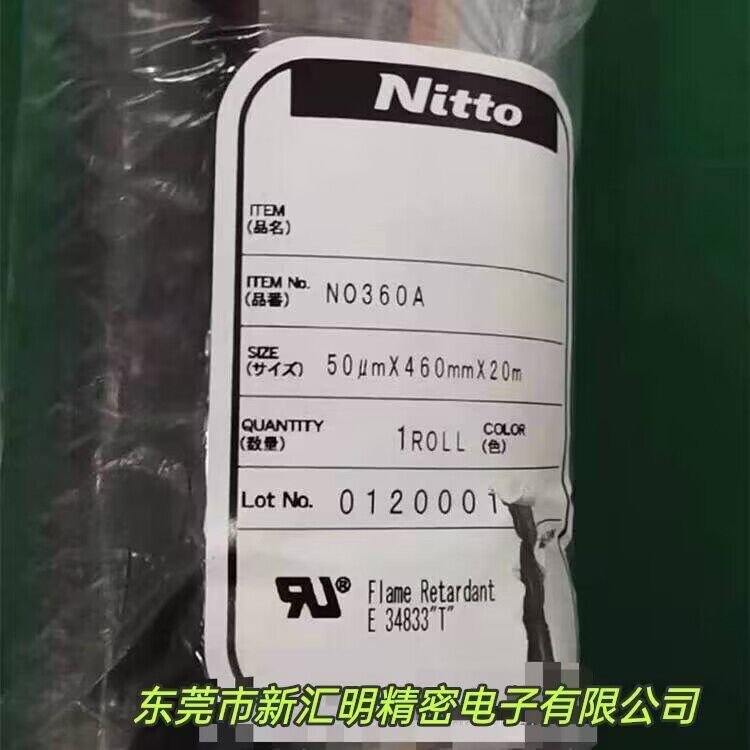 Nitto
ITEM
(品名)
ITEM No.
(品番) NO360A
SIZE
(サイズ) 50μmX460mmX20m
QUANTITY
(数量) 1ROLL COLOR
(色)
Lot No. 0120001
RU® Flame Retardant
E 34833"T"
东莞市新汇明精密电子有限公司